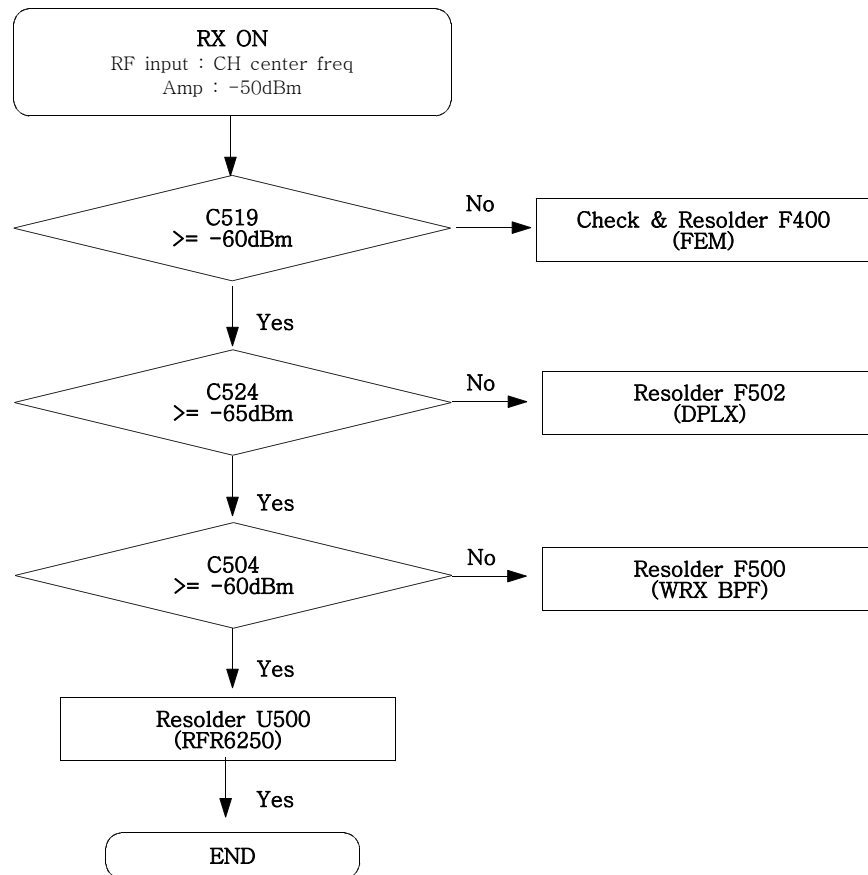 RX ON
RF input : CH center freq
Amp : -50dBm
C519
>= -60dBm
No
Check & Resolder F400
(FEM)
Yes
C524
>= -65dBm
No
Resolder F502
(DPLX)
Yes
C504
>= -60dBm
No
Resolder F500
(WRX BPF)
Yes
Resolder U500
(RFR6250)
Yes
END